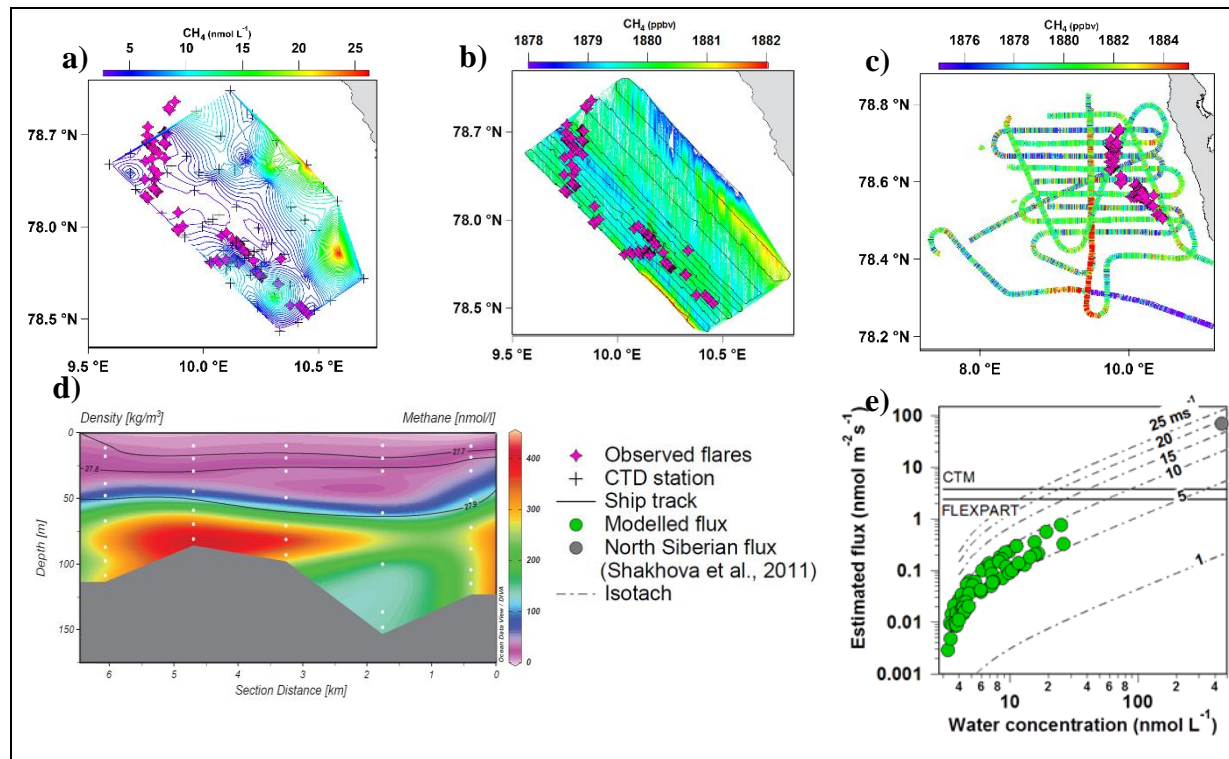 CH4 (nmol L-1)
5 10 15 20 25
a)
78.7 °N
78.0 °N
78.5 °N
9.5 °E 10.0 °E 10.5 °E
CH4 (ppbv)
1878 1879 1880 1881 1882
b)
78.7 °N
78.0 °N
78.5 °N
9.5 °E 10.0 °E 10.5 °E
CH4 (ppbv)
1876 1878 1880 1882 1884
c)
78.8 °N
78.6 °N
78.4 °N
78.2 °N
8.0 °E 10.0 °E
d)
Density [kg/m3] Methane [nmol/l]
0
50
100
150
Depth [m]
27.7
27.8
27.9
400
300
200
100
0
Ocean Data View / DIVA
6 5 4 3 2 1 0
Section Distance [km]
Observed flares
CTD station
Ship track
Modelled flux
North Siberian flux
(Shakhova et al., 2011)
Isotach
e)
Estimated flux (nmol m-2 s-1)
100
10
1
0.1
0.01
0.001
25 ms-1
20
15
10
5
1
CTM
FLEXPART
4 6 8 10 2 4 6 8 100 2 4
Water concentration (nmol L-1)